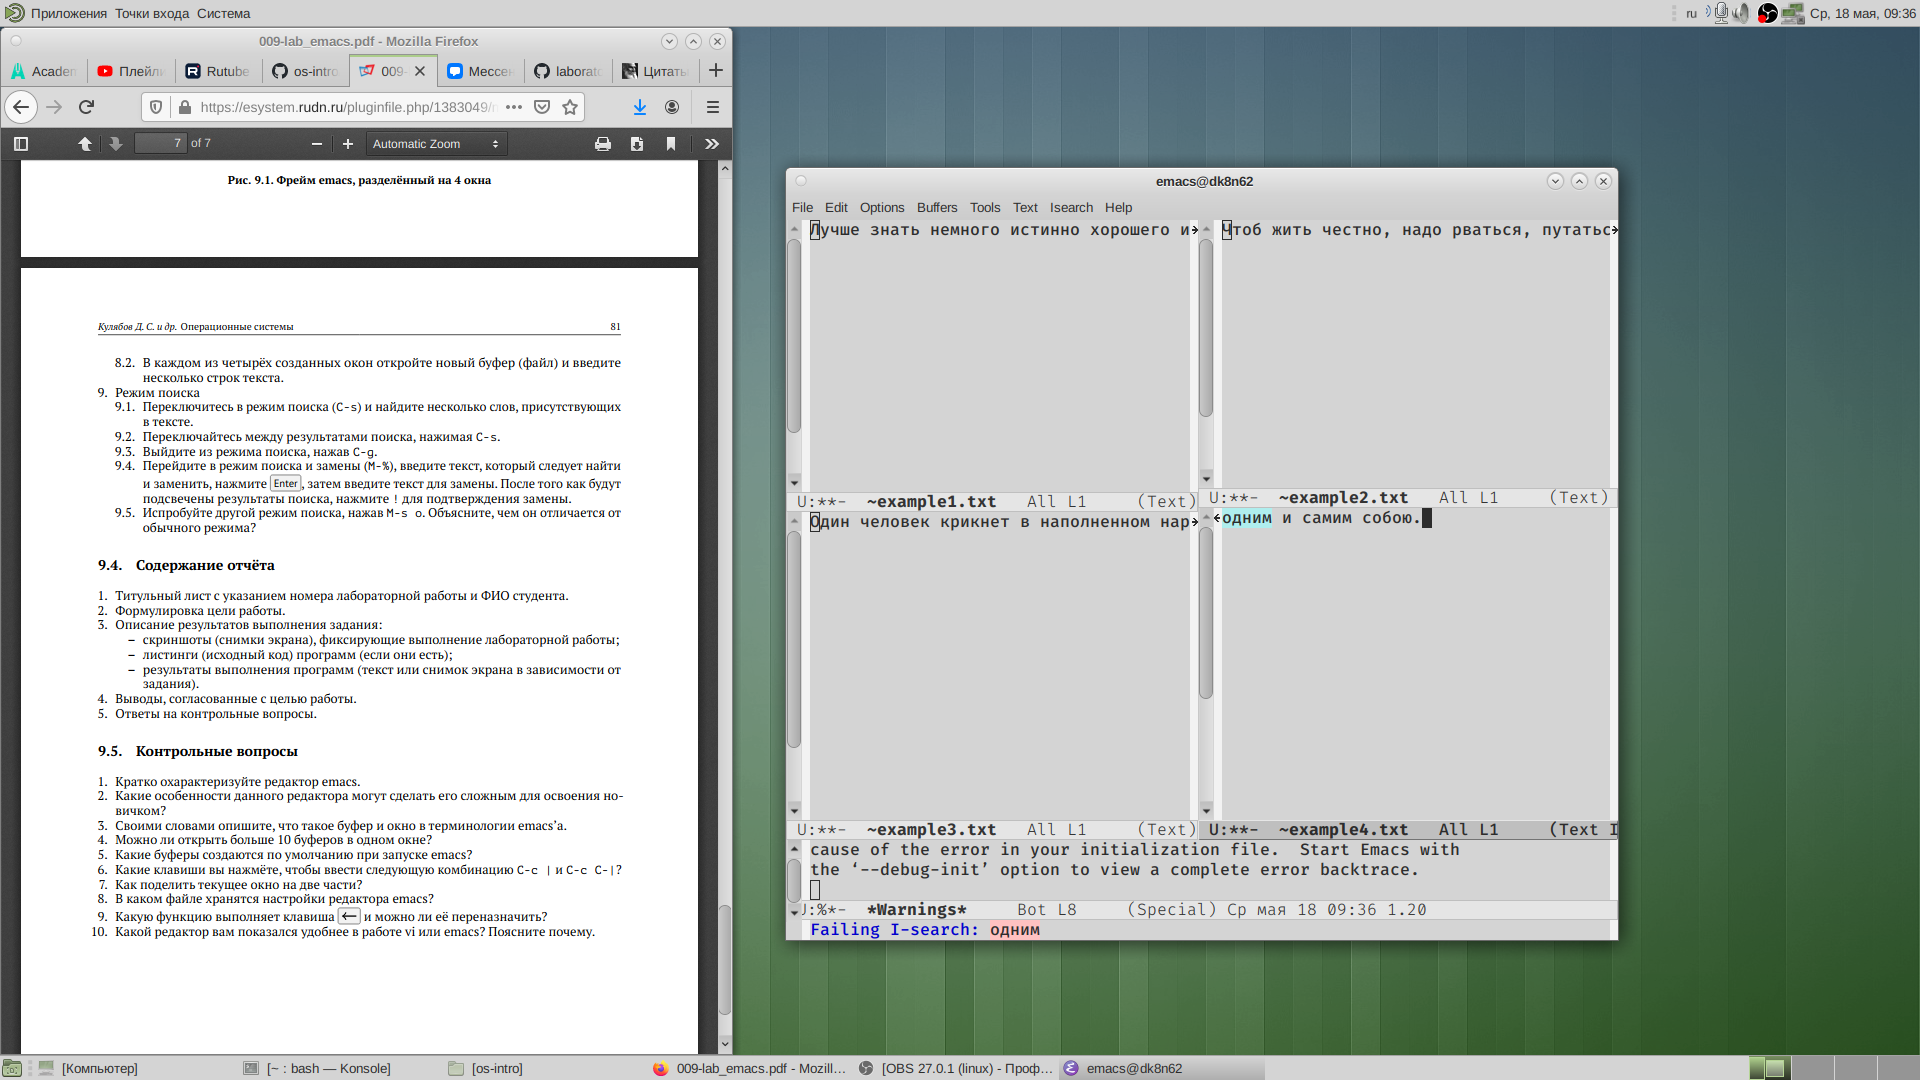 Приложения Точки входа Система
ru Ср, 18 мая, 09:36
009-lab_emacs.pdf - Mozilla Firefox
Academ Плейли Rutube os-intro 009- Мессен laborato Цитаты
https://esystem.rudn.ru/pluginfile.php/1383049/
7 of 7 Automatic Zoom
Рис. 9.1. Фрейм emacs, разделённый на 4 окна
Кулябов Д. С. и др. Операционные системы 81
8.2. В каждом из четырёх созданных окон откройте новый буфер (файл) и введите
несколько строк текста.
9. Режим поиска
9.1. Переключитесь в режим поиска (C-s) и найдите несколько слов, присутствующих
в тексте.
9.2. Переключайтесь между результатами поиска, нажимая C-s.
9.3. Выйдите из режима поиска, нажав C-g.
9.4. Перейдите в режим поиска и замены (M-%), введите текст, который следует найти
и заменить, нажмите Enter, затем введите текст для замены. После того как будут
подсвечены результаты поиска, нажмите ! для подтверждения замены.
9.5. Испробуйте другой режим поиска, нажав M-s o. Объясните, чем он отличается от
обычного режима?
9.4. Содержание отчёта
1. Титульный лист с указанием номера лабораторной работы и ФИО студента.
2. Формулировка цели работы.
3. Описание результатов выполнения задания:
– скриншоты (снимки экрана), фиксирующие выполнение лабораторной работы;
– листинги (исходный код) программ (если они есть);
– результаты выполнения программ (текст или снимок экрана в зависимости от
задания).
4. Выводы, согласованные с целью работы.
5. Ответы на контрольные вопросы.
9.5. Контрольные вопросы
1. Кратко охарактеризуйте редактор emacs.
2. Какие особенности данного редактора могут сделать его сложным для освоения но-
вичком?
3. Своими словами опишите, что такое буфер и окно в терминологии emacs’а.
4. Можно ли открыть больше 10 буферов в одном окне?
5. Какие буферы создаются по умолчанию при запуске emacs?
6. Какие клавиши вы нажмёте, чтобы ввести следующую комбинацию C-c | и C-c C-|?
7. Как поделить текущее окно на две части?
8. В каком файле хранятся настройки редактора emacs?
9. Какую функцию выполняет клавиша ← и можно ли её переназначить?
10. Какой редактор вам показался удобнее в работе vi или emacs? Поясните почему.
emacs@dk8n62
File Edit Options Buffers Tools Text Isearch Help
Лучше знать немного истинно хорошего и
Чтоб жить честно, надо рваться, путатьс
U:**- ~example1.txt All L1 (Text)
U:**- ~example2.txt All L1 (Text)
Один человек крикнет в наполненном нар
одним и самим собою.
U:**- ~example3.txt All L1 (Text)
U:**- ~example4.txt All L1 (Text I
cause of the error in your initialization file. Start Emacs with
the ‘--debug-init’ option to view a complete error backtrace.
U:%*- *Warnings* Bot L8 (Special) Ср мая 18 09:36 1.20
Failing I-search: одним
[Компьютер] [~ : bash — Konsole] [os-intro] 009-lab_emacs.pdf - Mozill... [OBS 27.0.1 (linux) - Проф... emacs@dk8n62